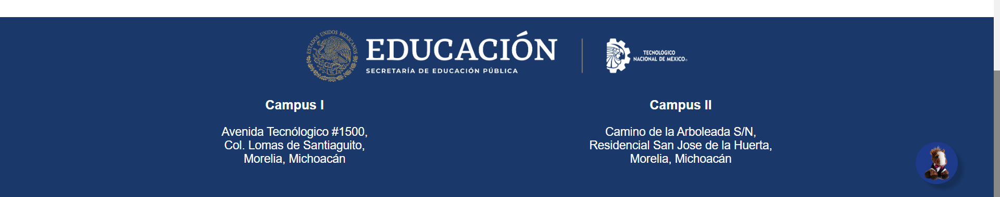 ESTADOS UNIDOS MEXICANOS
EDUCACIÓN
SECRETARÍA DE EDUCACIÓN PÚBLICA
TECNOLÓGICO
NACIONAL DE MÉXICO®
Campus I
Avenida Tecnólogico #1500,
Col. Lomas de Santiaguito,
Morelia, Michoacán
Campus II
Camino de la Arboleada S/N,
Residencial San Jose de la Huerta,
Morelia, Michoacán